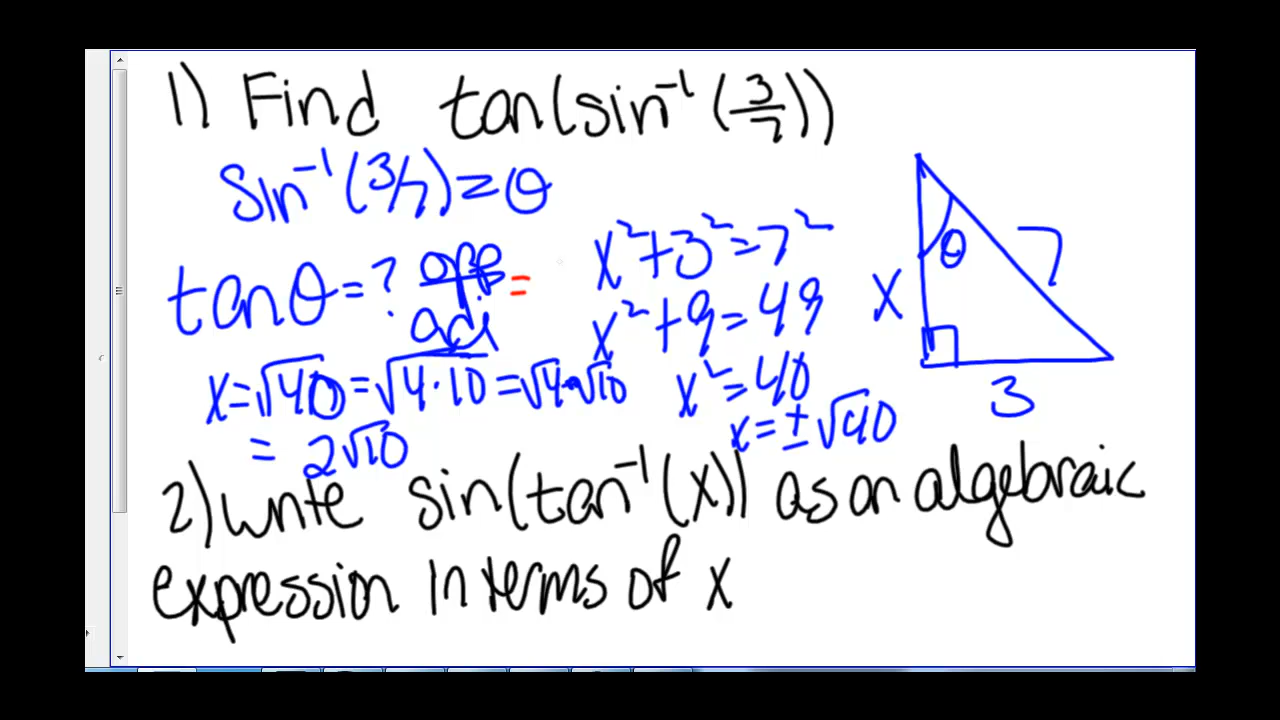 1) Find tan(sin⁻¹(3/7))
sin⁻¹(3/7)=θ
tanθ=? opp/adj =
x=√40=√4·10=√4·√10
= 2√10
x²+3²=7²
x²+9=49
x²=40
x=±√40
θ
7
x
3
2) Write sin(tan⁻¹(x)) as an algebraic
expression in terms of x